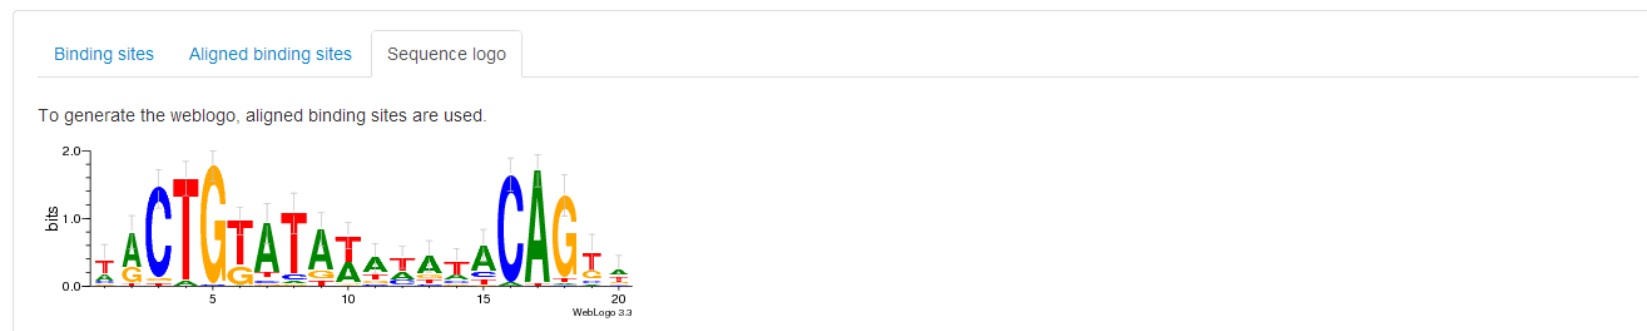 Binding sites Aligned binding sites Sequence logo
To generate the weblogo, aligned binding sites are used.
2.0
bits
1.0
0.0
TACTGTATATATATACAGTA
5 10 15 20
WebLogo 3.3